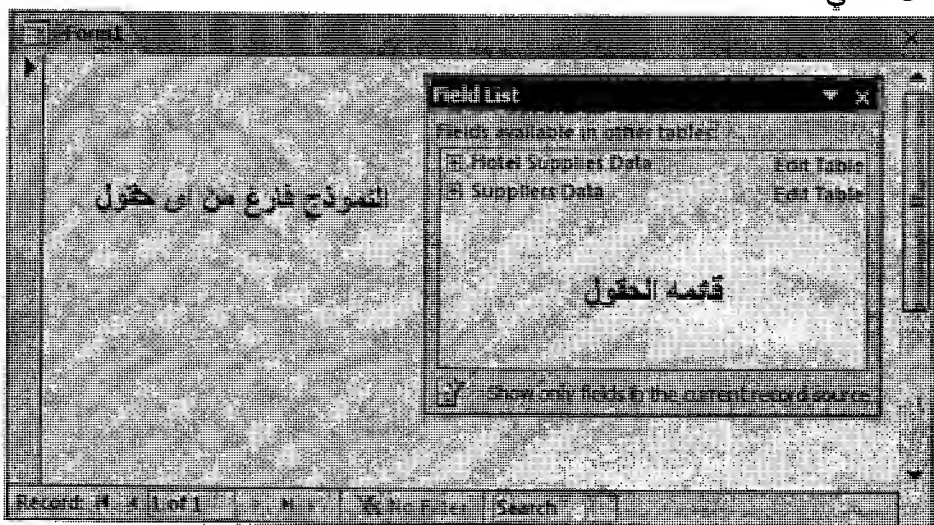 Form1
Field List
Fields available in other tables:
Hotel Supplies Data Edit Table
Suppliers Data Edit Table
النموذج فارغ من اى حقول
قائمه الحقول
Show only fields in the current record source
Record: 1 of 1 No Filter Search